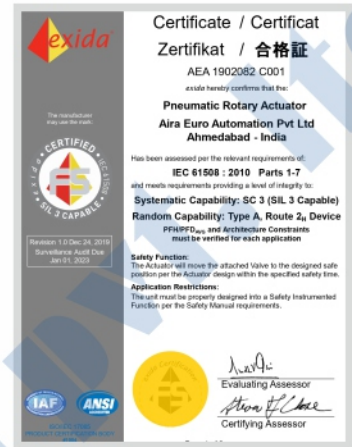 exida
Certificate / Certificat
Zertifikat / 合格証
AEA 1902082 C001
exida hereby confirms that the:
Pneumatic Rotary Actuator
Aira Euro Automation Pvt Ltd
Ahmedabad - India
The manufacturer
may use the mark:
CERTIFIED
exida
IEC 61508
SIL 3 CAPABLE
FS
Revision 1.0 Dec 24, 2019
Surveillance Audit Due
Jan 01, 2023
Has been assessed per the relevant requirements of:
IEC 61508 : 2010 Parts 1-7
and meets requirements providing a level of integrity to:
Systematic Capability: SC 3 (SIL 3 Capable)
Random Capability: Type A, Route 2H Device
PFH/PFDavg and Architecture Constraints
must be verified for each application
Safety Function:
The Actuator will move the attached Valve to the designed safe
position per the Actuator design within the specified safety time.
Application Restrictions:
The unit must be properly designed into a Safety Instrumented
Function per the Safety Manual requirements.
IAF
ANSI
Evaluating Assessor
Certifying Assessor